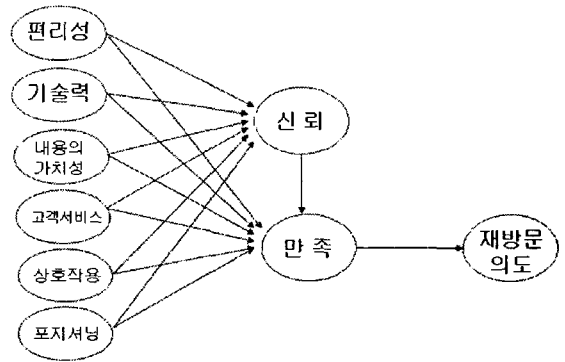 편리성
기술력
내용의
가치성
고객서비스
상호작용
포지셔닝
신뢰
만족
재방문
의도